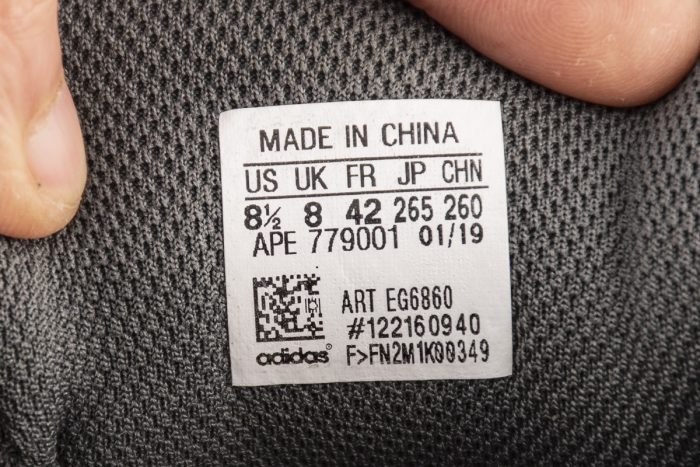 MADE IN CHINA
US UK FR JP CHN
8½ 8 42 265 260
APE 779001 01/19
ART EG6860
#122160940
adidas® F>FN2M1K00349